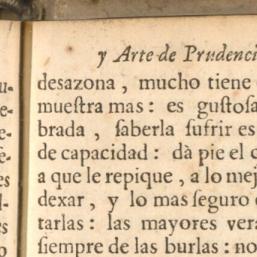 y Arte de Prudenci
desazona, mucho tiene
muestra mas: es gustosa
brada, saberla sufrir es
de capacidad: dà pie el
a que le repique, a lo mej
dexar, y lo mas seguro
tarlas: las mayores ver
siempre de las burlas: no